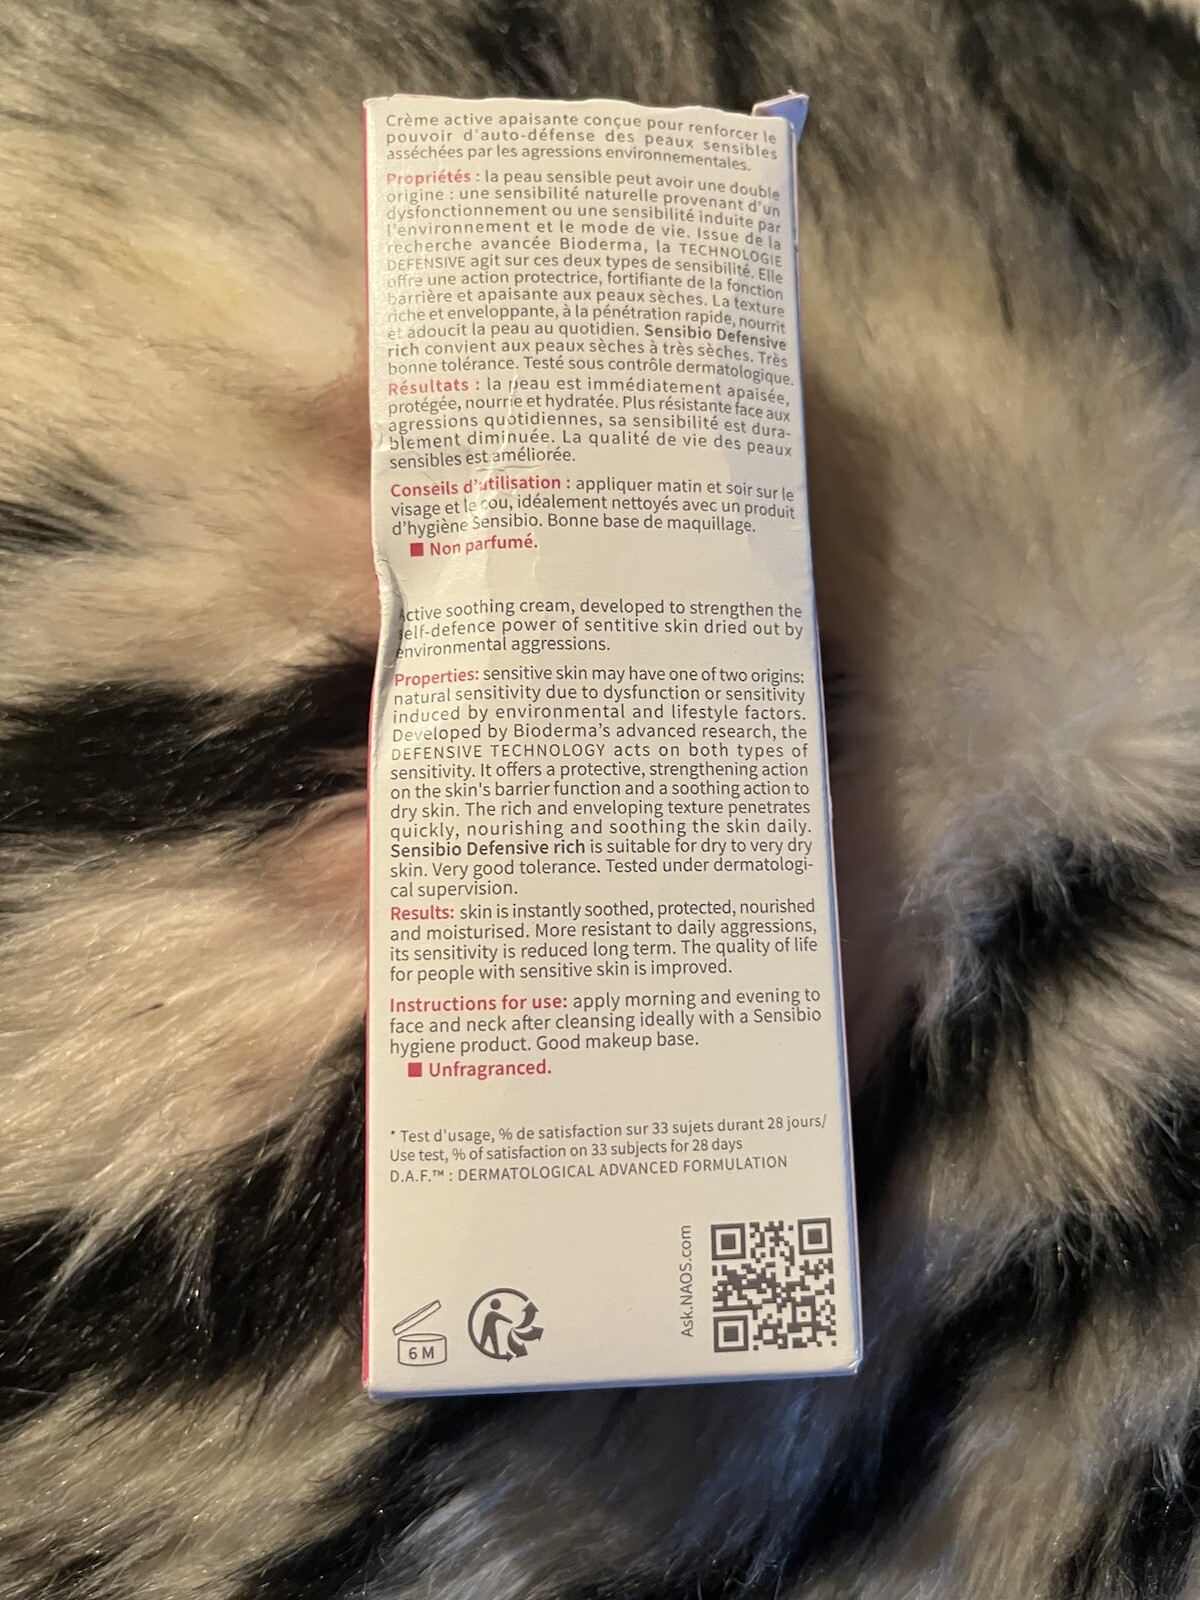 Crème active apaisante conçue pour renforcer le
pouvoir d'auto-défense des peaux sensibles
asséchées par les agressions environnementales.
Propriétés : la peau sensible peut avoir une double
origine : une sensibilité naturelle provenant d'un
dysfonctionnement ou une sensibilité induite par
l'environnement et le mode de vie. Issue de la
recherche avancée Bioderma, la TECHNOLOGIE
DEFENSIVE agit sur ces deux types de sensibilité. Elle
offre une action protectrice, fortifiante de la fonction
barrière et apaisante aux peaux sèches. La texture
riche et enveloppante, à la pénétration rapide, nourrit
et adoucit la peau au quotidien. Sensibio Defensive
rich convient aux peaux sèches à très sèches. Très
bonne tolérance. Testé sous contrôle dermatologique.
Résultats : la peau est immédiatement apaisée,
protégée, nourrie et hydratée. Plus résistante face aux
agressions quotidiennes, sa sensibilité est dura-
blement diminuée. La qualité de vie des peaux
sensibles est améliorée.
Conseils d'utilisation : appliquer matin et soir sur le
visage et le cou, idéalement nettoyés avec un produit
d'hygiène Sensibio. Bonne base de maquillage.
■ Non parfumé.
Active soothing cream, developed to strengthen the
self-defence power of sentitive skin dried out by
environmental aggressions.
Properties: sensitive skin may have one of two origins:
natural sensitivity due to dysfunction or sensitivity
induced by environmental and lifestyle factors.
Developed by Bioderma's advanced research, the
DEFENSIVE TECHNOLOGY acts on both types of
sensitivity. It offers a protective, strengthening action
on the skin's barrier function and a soothing action to
dry skin. The rich and enveloping texture penetrates
quickly, nourishing and soothing the skin daily.
Sensibio Defensive rich is suitable for dry to very dry
skin. Very good tolerance. Tested under dermatologi-
cal supervision.
Results: skin is instantly soothed, protected, nourished
and moisturised. More resistant to daily aggressions,
its sensitivity is reduced long term. The quality of life
for people with sensitive skin is improved.
Instructions for use: apply morning and evening to
face and neck after cleansing ideally with a Sensibio
hygiene product. Good makeup base.
■ Unfragranced.
* Test d'usage, % de satisfaction sur 33 sujets durant 28 jours/
Use test, % of satisfaction on 33 subjects for 28 days
D.A.F.™ : DERMATOLOGICAL ADVANCED FORMULATION
6 M
Ask.NAOS.com